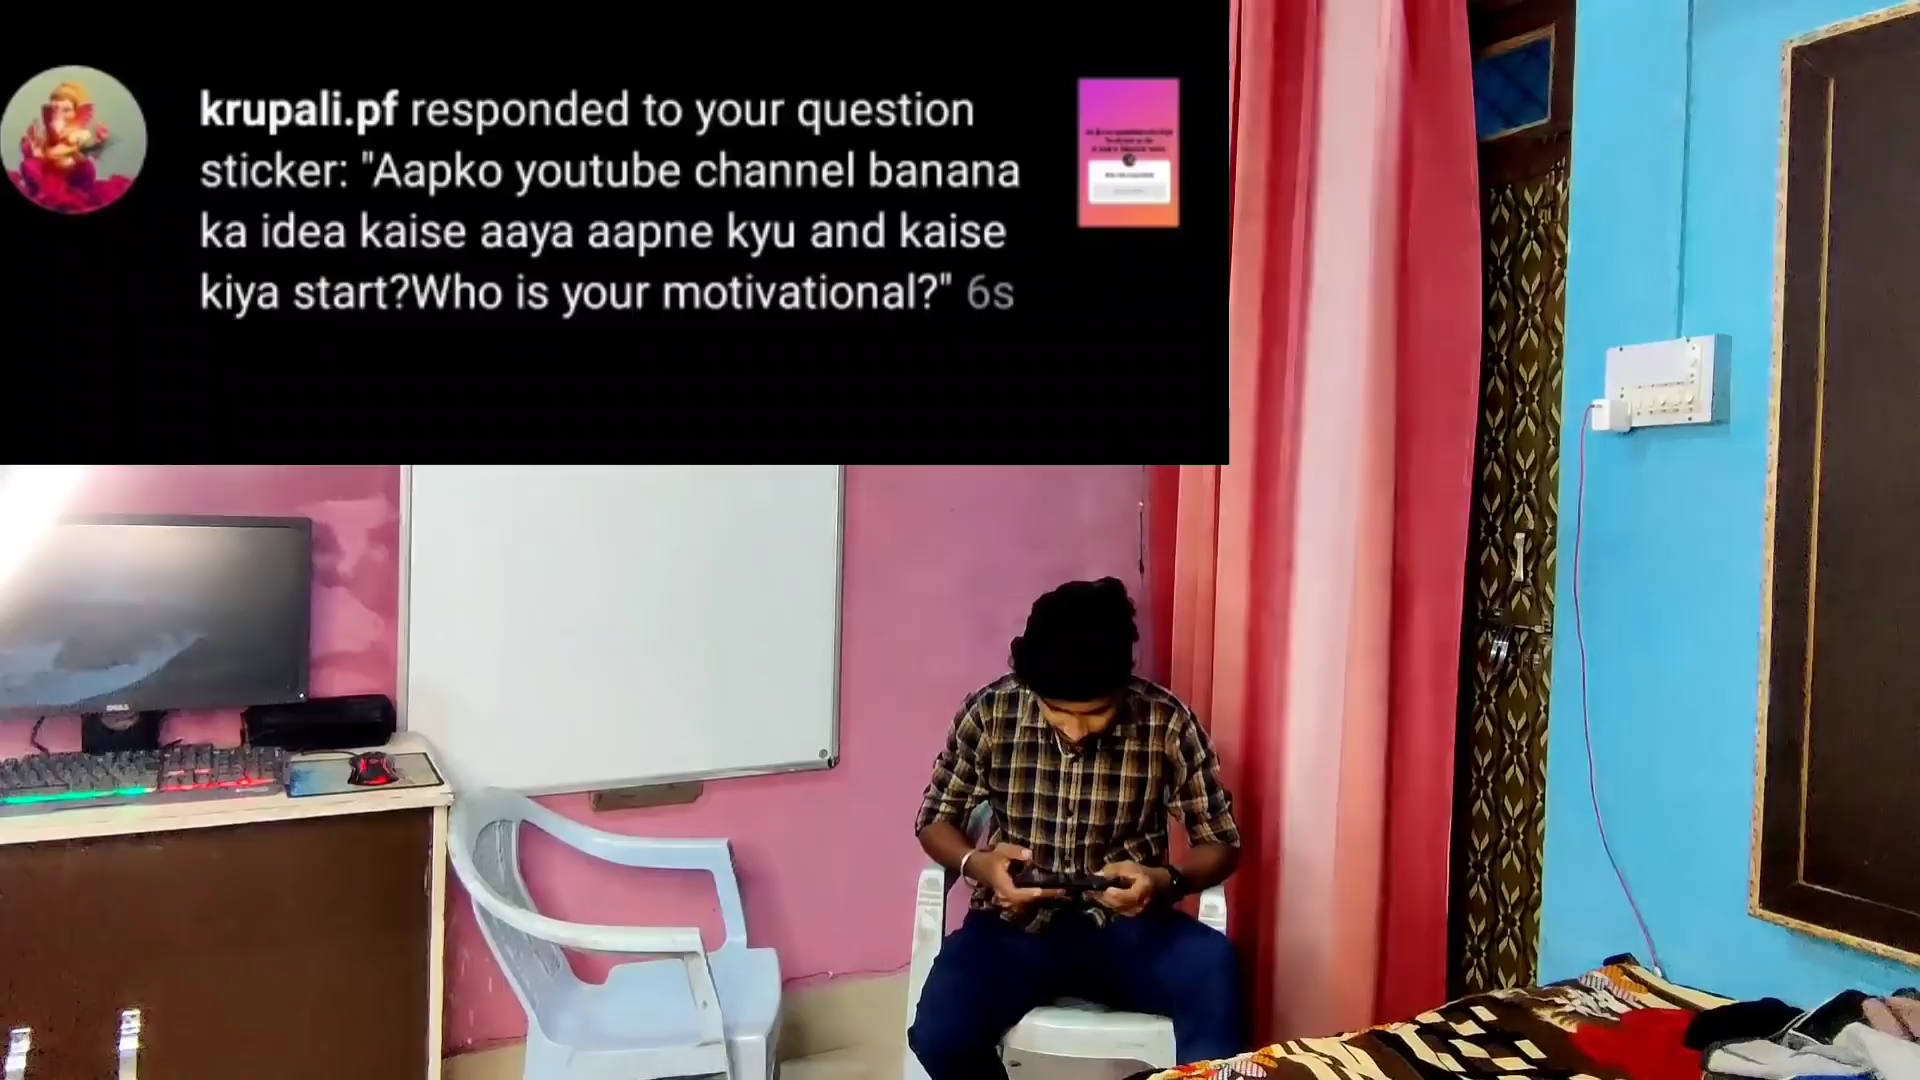 krupali.pf responded to your question
sticker: "Aapko youtube channel banana
ka idea kaise aaya aapne kyu and kaise
kiya start?Who is your motivational?" 6s
DELL